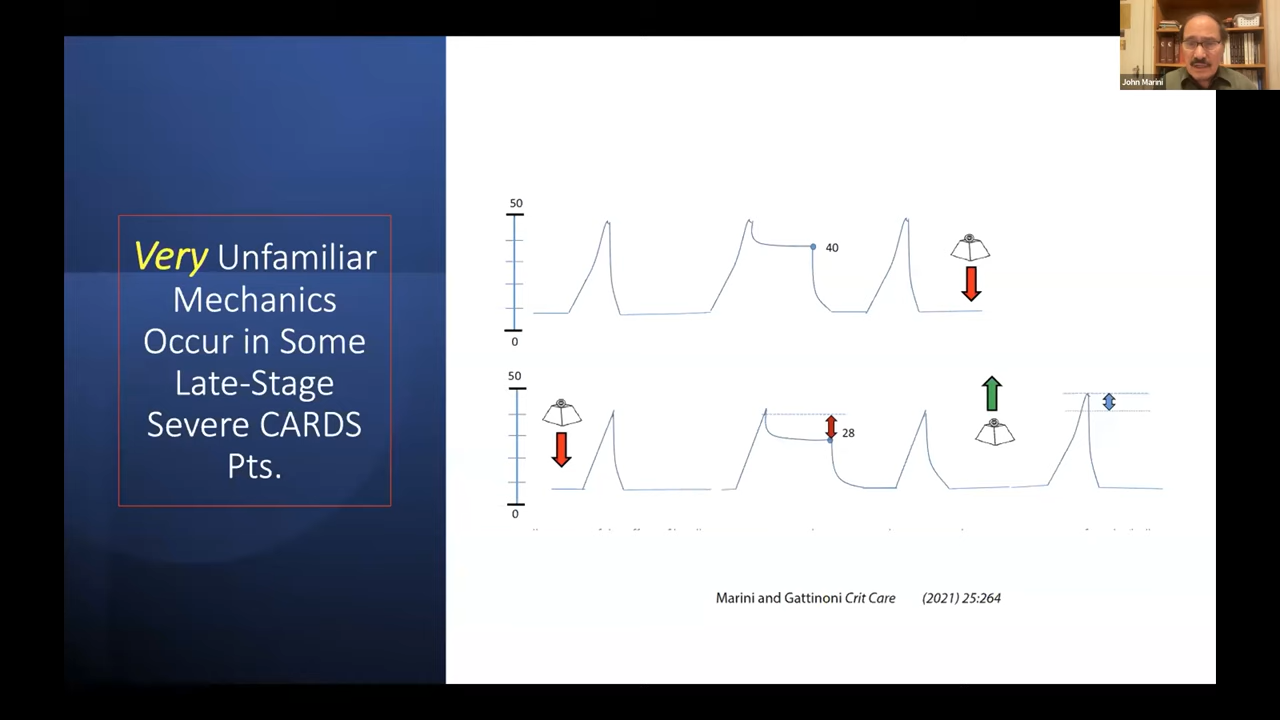 John Marini
Very Unfamiliar
Mechanics
Occur in Some
Late-Stage
Severe CARDS
Pts.
50
40
0
50
28
0
Marini and Gattinoni Crit Care (2021) 25:264